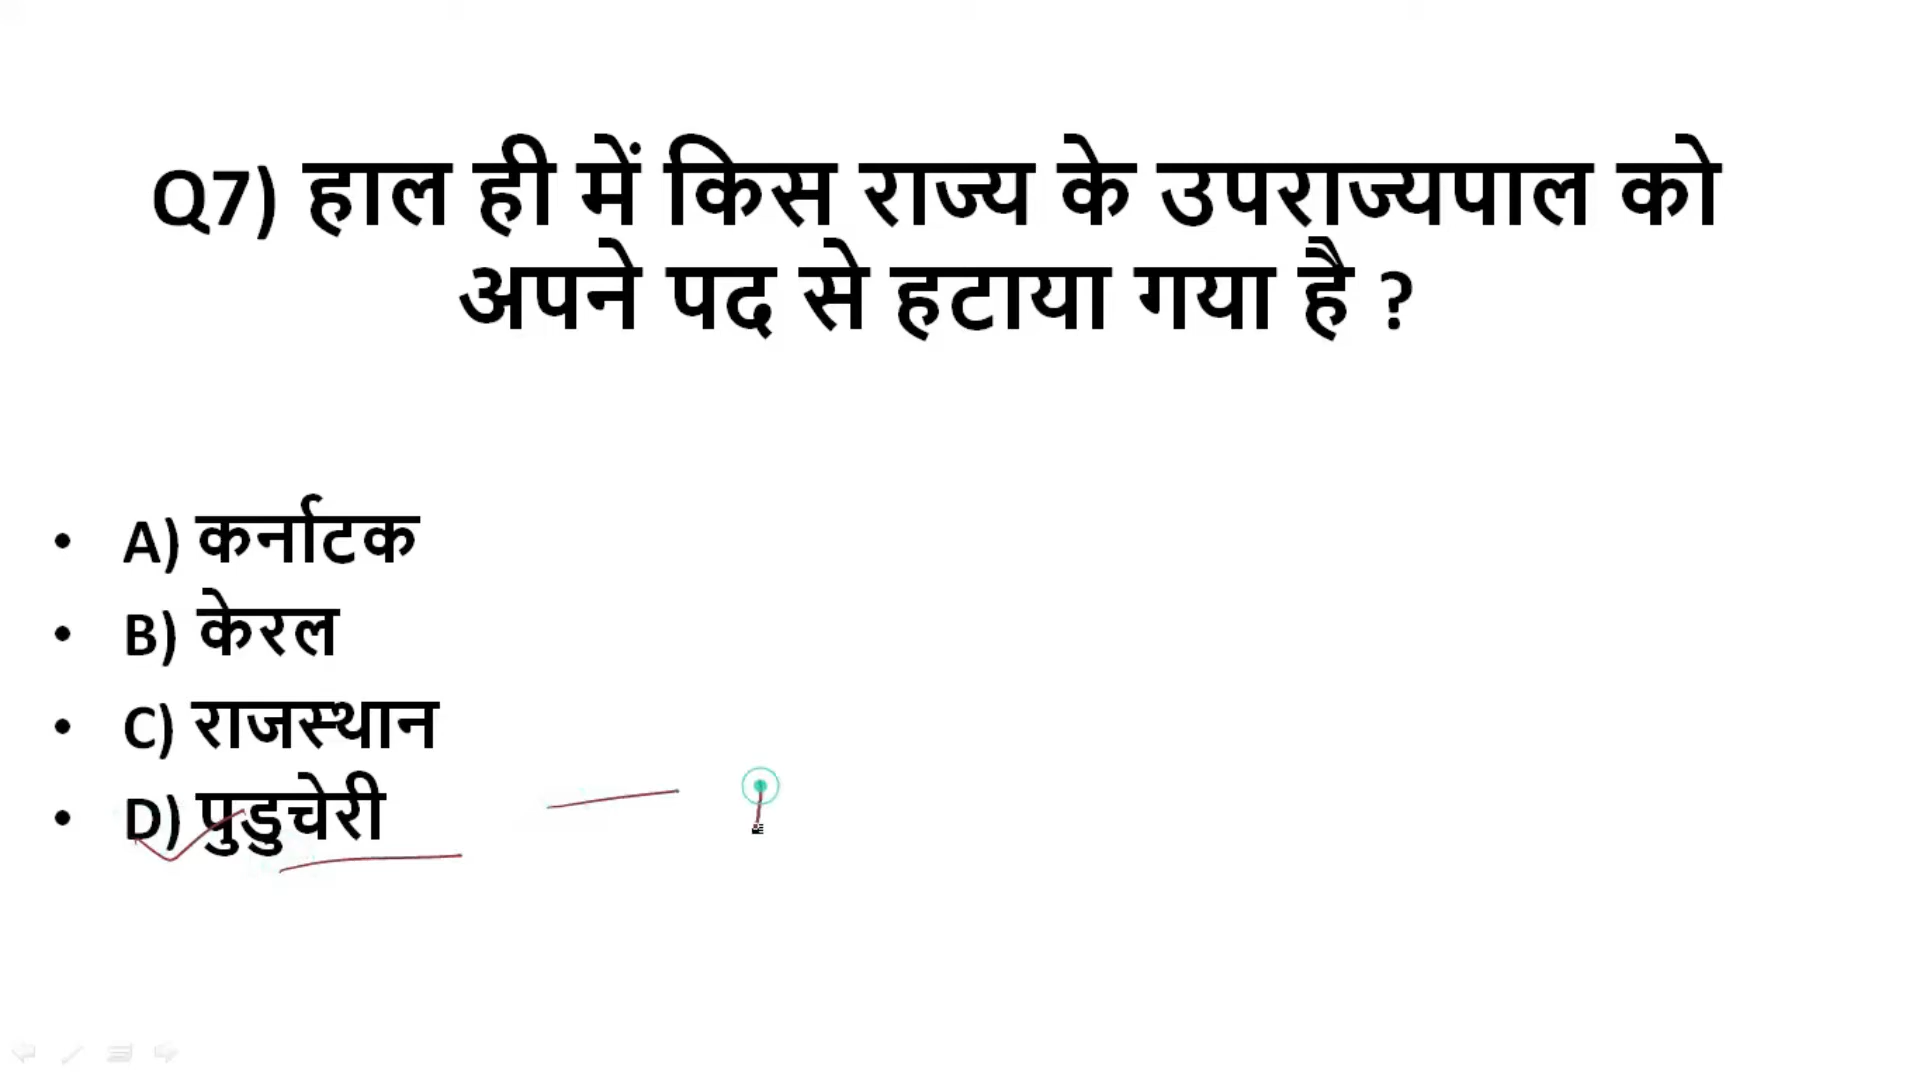 Q7) हाल ही में किस राज्य के उपराज्यपाल को
अपने पद से हटाया गया है ?
• A) कर्नाटक
• B) केरल
• C) राजस्थान
• D) पुडुचेरी